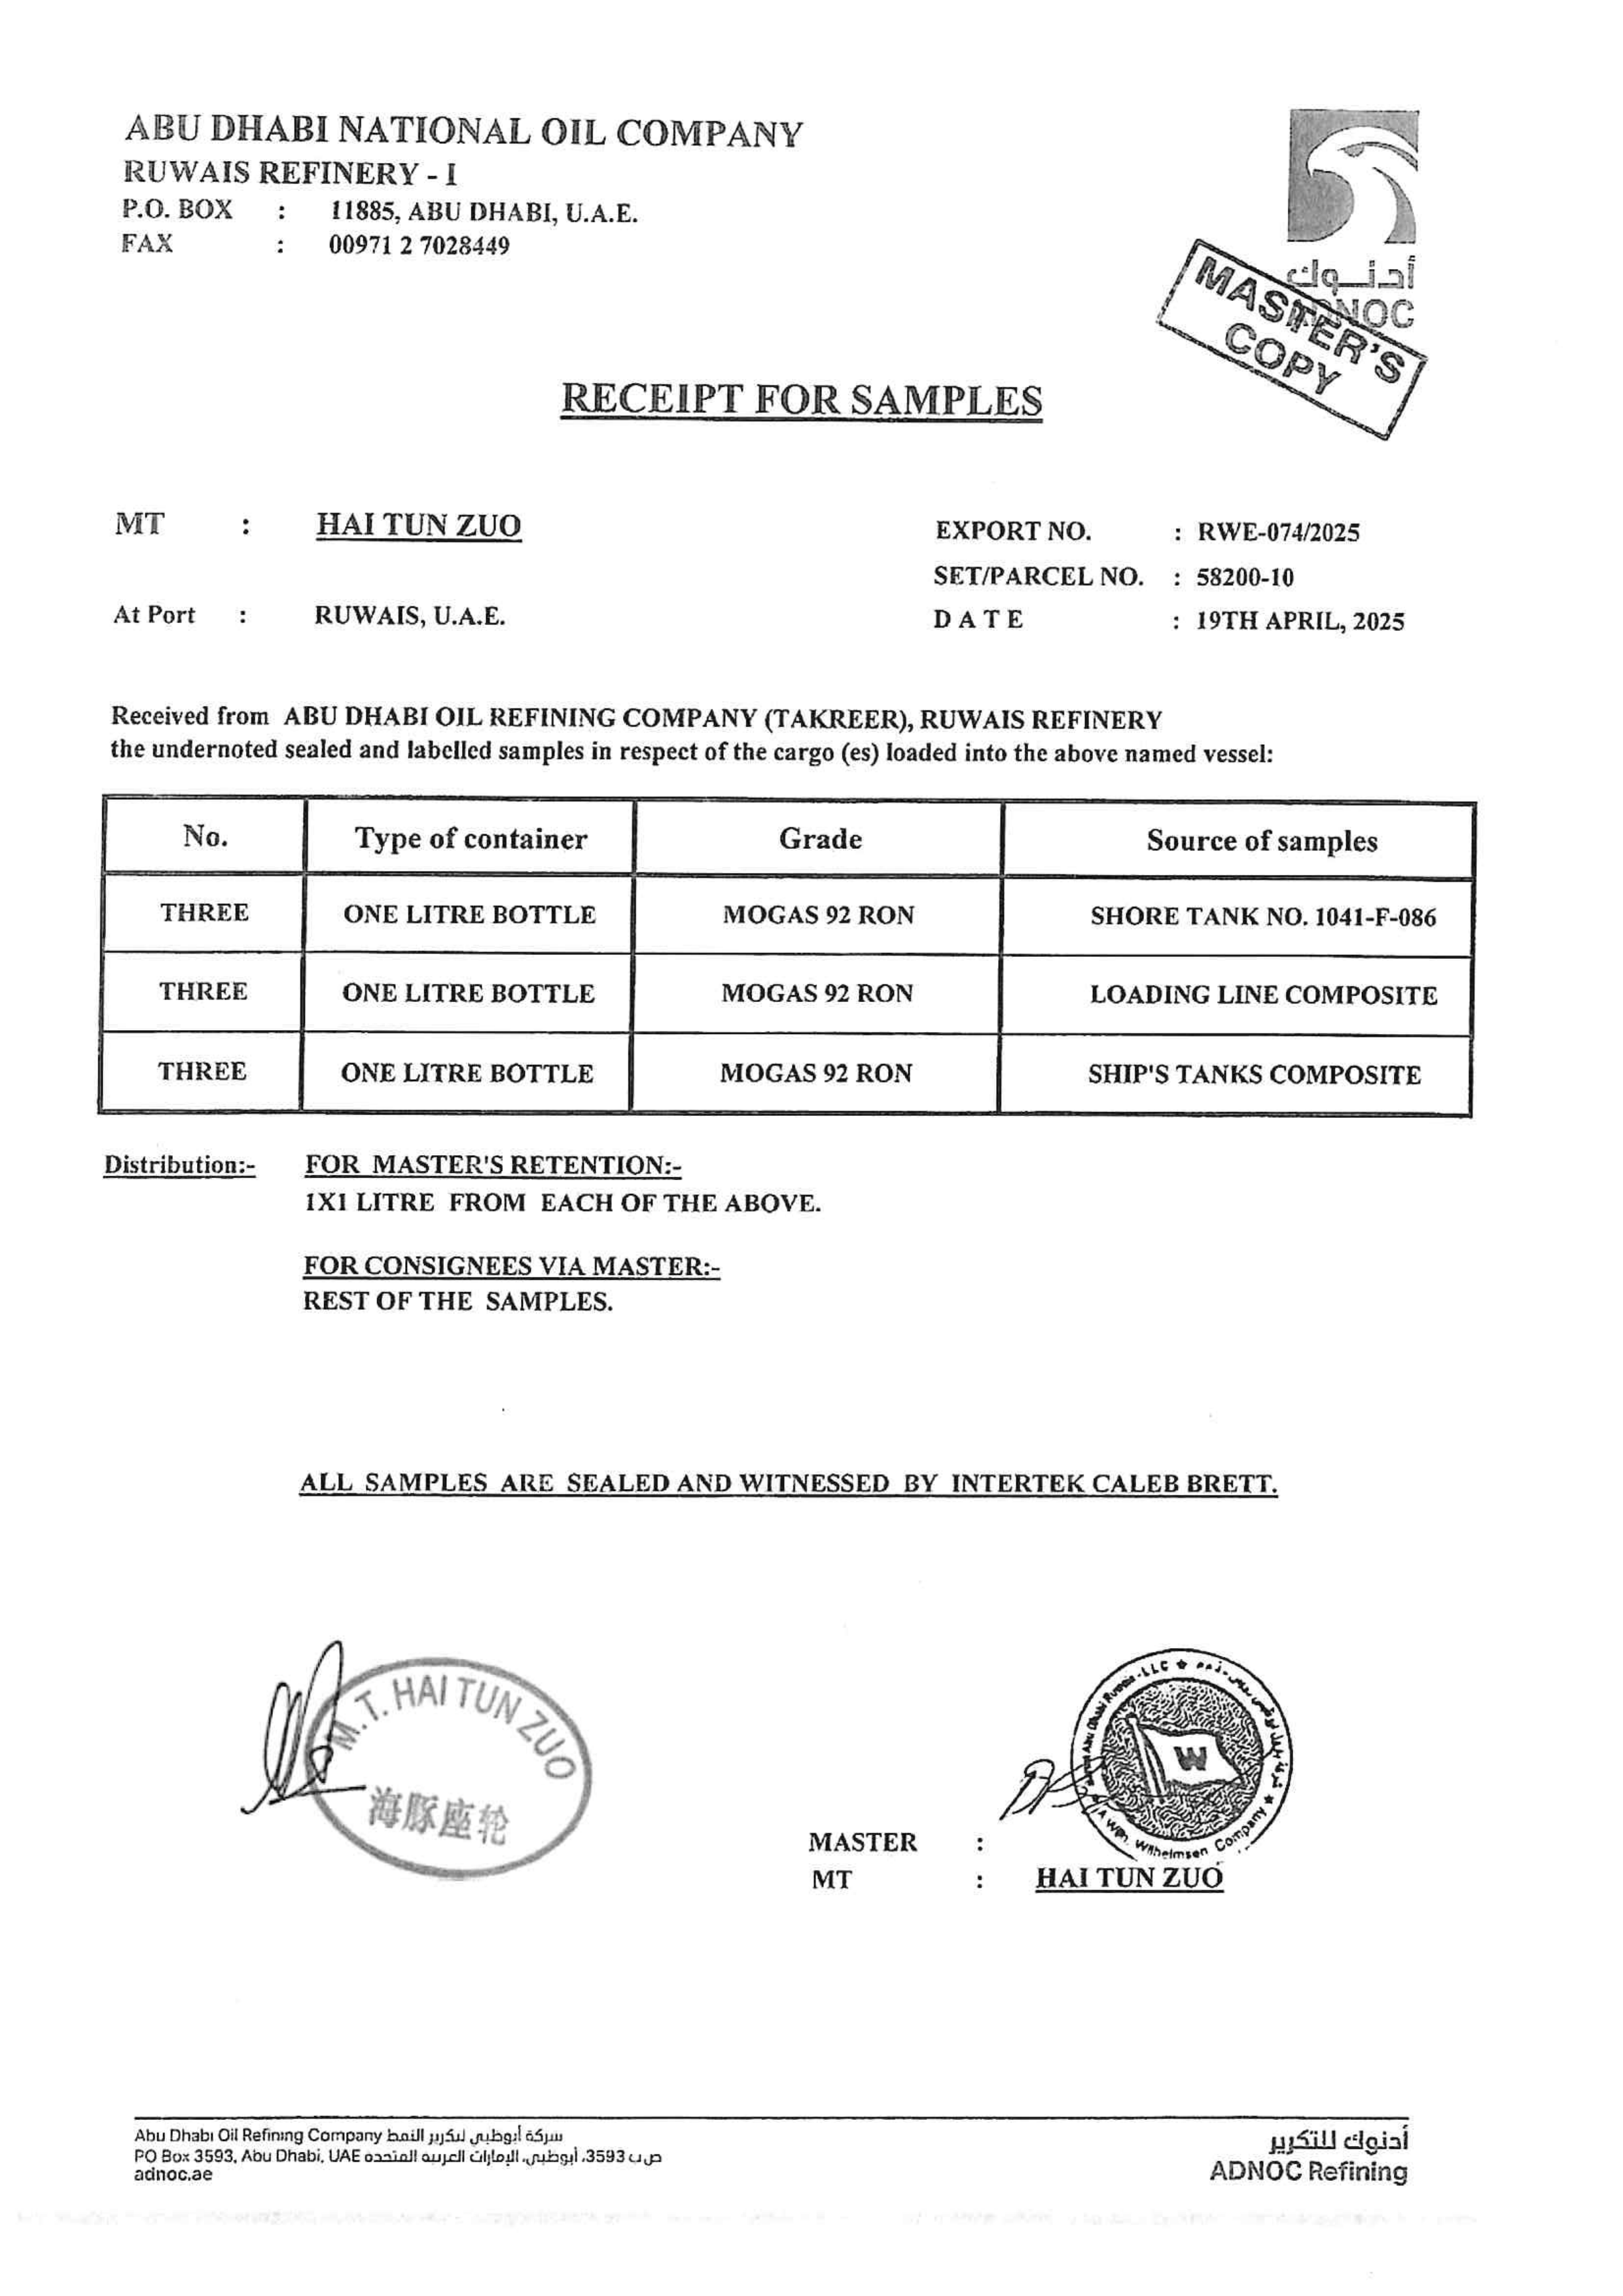 ABU DHABI NATIONAL OIL COMPANY
RUWAIS REFINERY - I
P.O. BOX : 11885, ABU DHABI, U.A.E.
FAX : 00971 2 7028449
أدنوك
ADNOC
MASTER'S
COPY
RECEIPT FOR SAMPLES
MT : HAI TUN ZUO
EXPORT NO. : RWE-074/2025
SET/PARCEL NO. : 58200-10
At Port : RUWAIS, U.A.E.
DATE : 19TH APRIL, 2025
Received from ABU DHABI OIL REFINING COMPANY (TAKREER), RUWAIS REFINERY
the undernoted sealed and labelled samples in respect of the cargo (es) loaded into the above named vessel:
No. Type of container Grade Source of samples
THREE ONE LITRE BOTTLE MOGAS 92 RON SHORE TANK NO. 1041-F-086
THREE ONE LITRE BOTTLE MOGAS 92 RON LOADING LINE COMPOSITE
THREE ONE LITRE BOTTLE MOGAS 92 RON SHIP'S TANKS COMPOSITE
Distribution:- FOR MASTER'S RETENTION:-
1X1 LITRE FROM EACH OF THE ABOVE.
FOR CONSIGNEES VIA MASTER:-
REST OF THE SAMPLES.
ALL SAMPLES ARE SEALED AND WITNESSED BY INTERTEK CALEB BRETT.
M.T. HAI TUN ZUO
海豚座轮
Abu Dhabi Ruwais-LLC
W
A Wilh. Wilhelmsen Company
MASTER :
MT : HAI TUN ZUO
Abu Dhabi Oil Refining Company شركة أبوظبي لتكرير النفط
PO Box 3593, Abu Dhabi, UAE ص ب 3593، أبوظبي، الإمارات العربية المتحدة
adnoc.ae
أدنوك للتكرير
ADNOC Refining